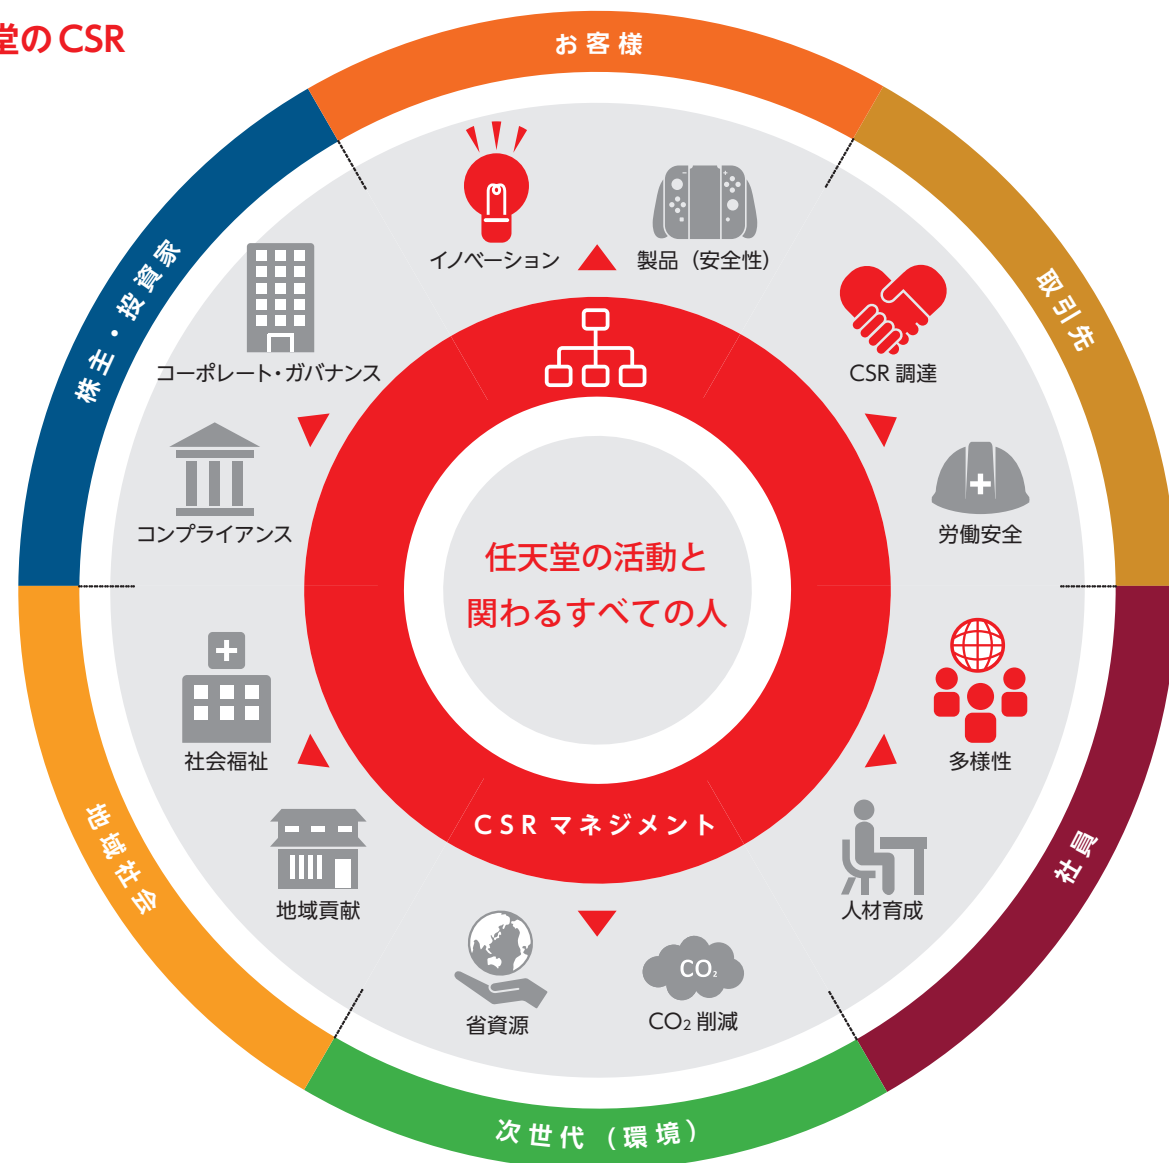 堂のCSR
お客様
取引先
社員
次世代（環境）
地域社会
株主・投資家
イノベーション
製品（安全性）
CSR 調達
労働安全
多様性
人材育成
CO₂
CO₂ 削減
省資源
地域貢献
社会福祉
コンプライアンス
コーポレート・ガバナンス
任天堂の活動と
関わるすべての人
CSRマネジメント